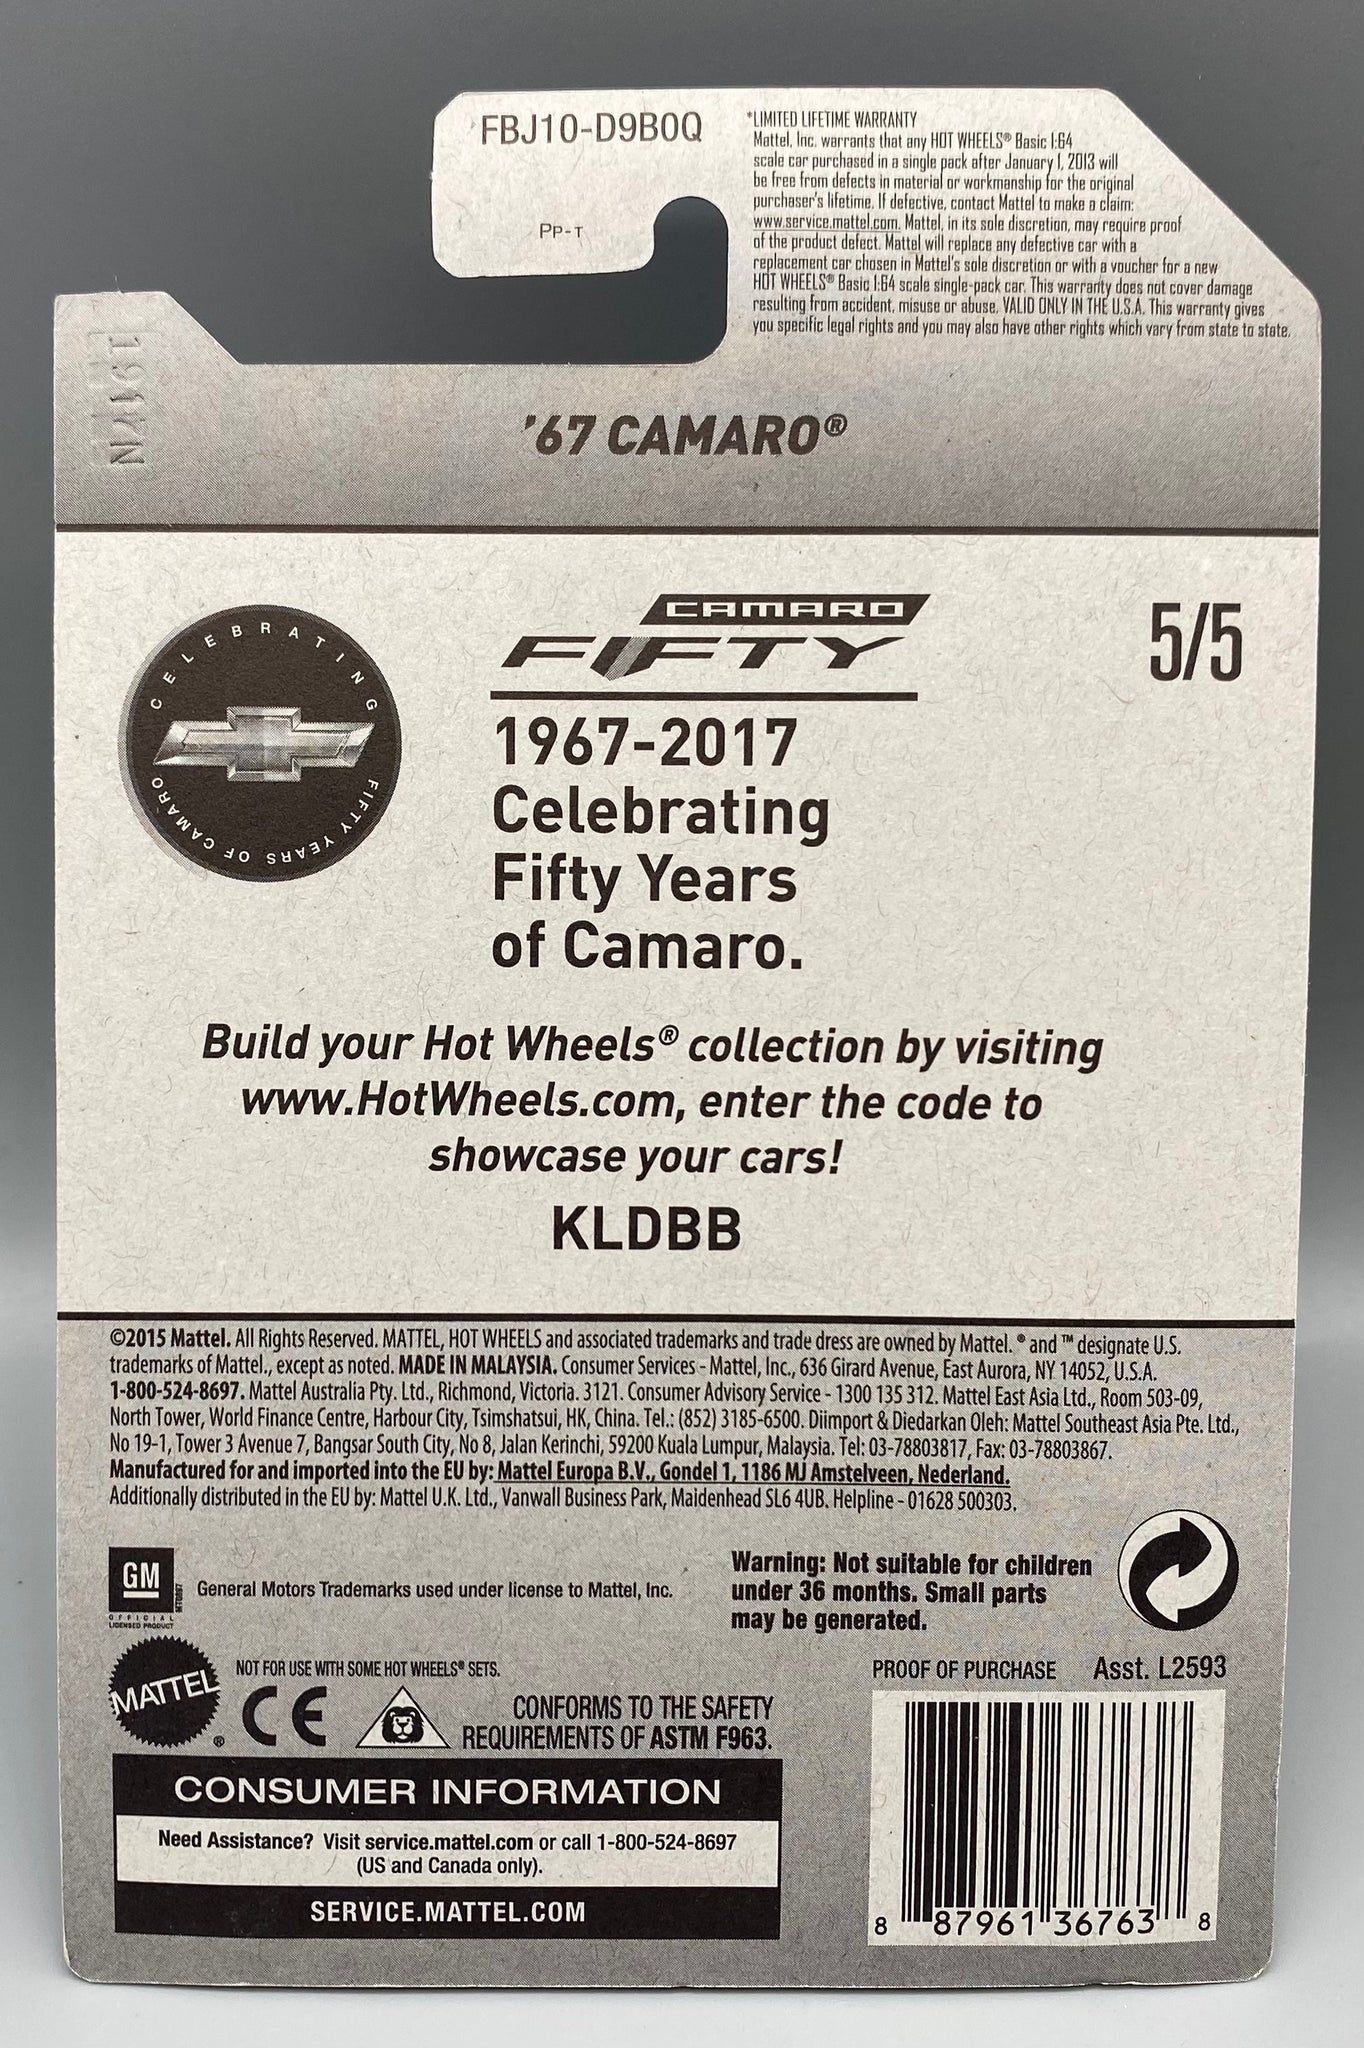 FBJ10-D9B0Q
Pp-T
*LIMITED LIFETIME WARRANTY
Mattel, Inc. warrants that any HOT WHEELS® Basic 1:64
scale car purchased in a single pack after January 1, 2013 will
be free from defects in material or workmanship for the original
purchaser's lifetime. If defective, contact Mattel to make a claim:
www.service.mattel.com. Mattel, in its sole discretion, may require proof
of the product defect. Mattel will replace any defective car with a
replacement car chosen in Mattel's sole discretion or with a voucher for a new
HOT WHEELS® Basic 1:64 scale single-pack car. This warranty does not cover damage
resulting from accident, misuse or abuse. VALID ONLY IN THE U.S.A. This warranty gives
you specific legal rights and you may also have other rights which vary from state to state.
'67 CAMARO®
CELEBRATING
FIFTY YEARS OF CAMARO
CAMARO
FIFTY
5/5
1967-2017
Celebrating
Fifty Years
of Camaro.
Build your Hot Wheels® collection by visiting
www.HotWheels.com, enter the code to
showcase your cars!
KLDBB
©2015 Mattel. All Rights Reserved. MATTEL, HOT WHEELS and associated trademarks and trade dress are owned by Mattel. ® and ™ designate U.S.
trademarks of Mattel., except as noted. MADE IN MALAYSIA. Consumer Services - Mattel, Inc., 636 Girard Avenue, East Aurora, NY 14052, U.S.A.
1-800-524-8697. Mattel Australia Pty. Ltd., Richmond, Victoria. 3121. Consumer Advisory Service - 1300 135 312. Mattel East Asia Ltd., Room 503-09,
North Tower, World Finance Centre, Harbour City, Tsimshatsui, HK, China. Tel.: (852) 3185-6500. Diimport & Diedarkan Oleh: Mattel Southeast Asia Pte. Ltd.,
No 19-1, Tower 3 Avenue 7, Bangsar South City, No 8, Jalan Kerinchi, 59200 Kuala Lumpur, Malaysia. Tel: 03-78803817, Fax: 03-78803867.
Manufactured for and imported into the EU by: Mattel Europa B.V., Gondel 1, 1186 MJ Amstelveen, Nederland.
Additionally distributed in the EU by: Mattel U.K. Ltd., Vanwall Business Park, Maidenhead SL6 4UB. Helpline - 01628 500303.
GM
OFFICIAL
LICENSED PRODUCT
General Motors Trademarks used under license to Mattel, Inc.
Warning: Not suitable for children
under 36 months. Small parts
may be generated.
MATTEL®
NOT FOR USE WITH SOME HOT WHEELS® SETS.
CE
CONFORMS TO THE SAFETY
REQUIREMENTS OF ASTM F963.
PROOF OF PURCHASE Asst. L2593
CONSUMER INFORMATION
Need Assistance? Visit service.mattel.com or call 1-800-524-8697
(US and Canada only).
SERVICE.MATTEL.COM
8 87961 36763 8